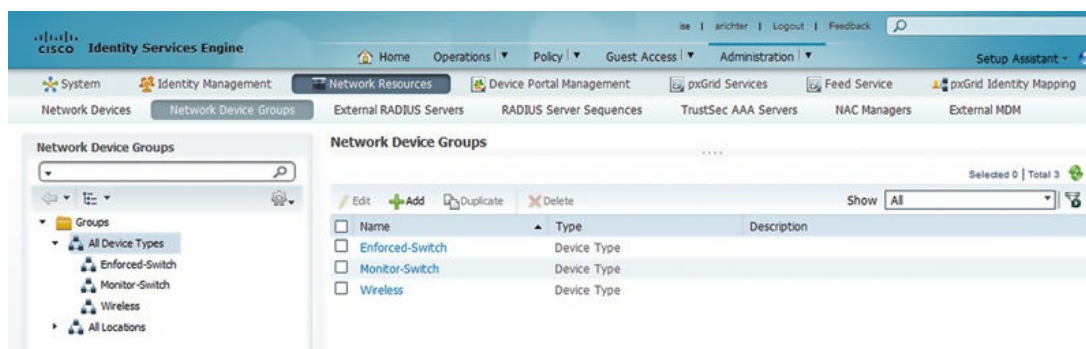 ise | arichter | Logout | Feedback
CISCO Identity Services Engine
Home Operations Policy Guest Access Administration Setup Assistant
System Identity Management Network Resources Device Portal Management pxGrid Services Feed Service pxGrid Identity Mapping
Network Devices Network Device Groups External RADIUS Servers RADIUS Server Sequences TrustSec AAA Servers NAC Managers External MDM
Network Device Groups
Groups
All Device Types
Enforced-Switch
Monitor-Switch
Wireless
All Locations
Network Device Groups
Selected 0 | Total 3
Edit Add Duplicate Delete Show All
Name Type Description
Enforced-Switch Device Type
Monitor-Switch Device Type
Wireless Device Type